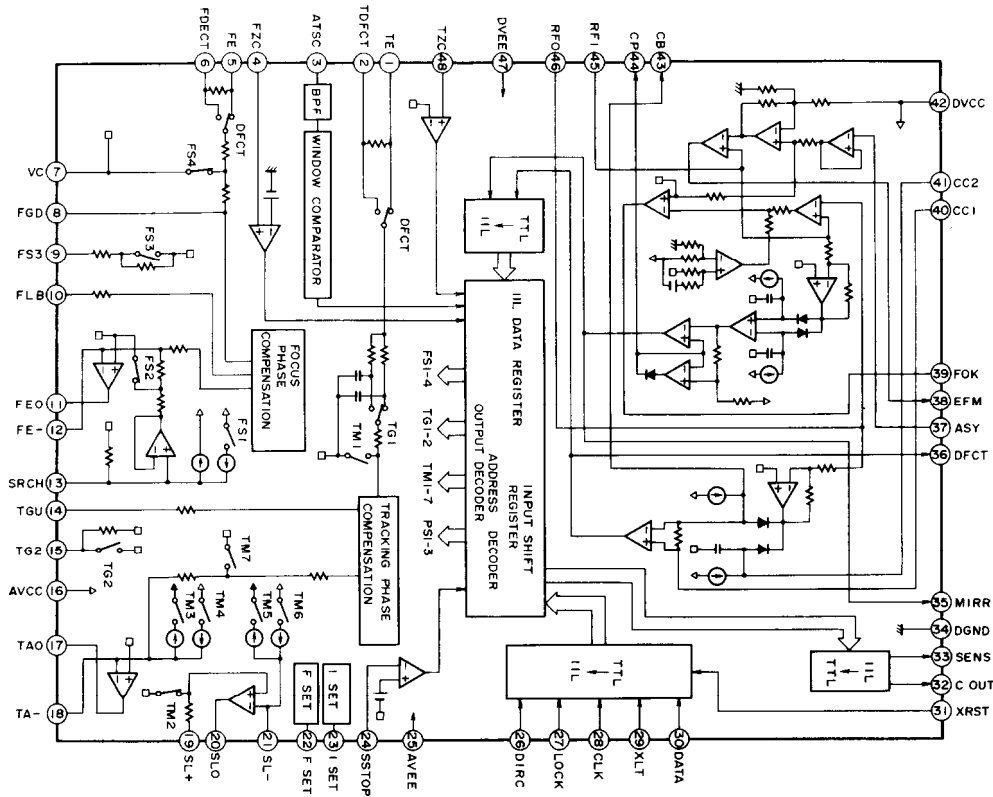 FDECT
FE
FZC
ATSC
TDFCT
TE
TZC
DVEE
RFO
RFI
CP
CB
6
5
4
3
2
1
48
47
46
45
44
43
42 DVCC
41 CC2
40 CC1
39 FOK
38 EFM
37 ASY
36 DFCT
35 MIRR
34 DGND
33 SENS
32 C OUT
31 XRST
VC 7
FGD 8
FS3 9
FLB 10
FEO 11
FE- 12
SRCH 13
TGU 14
TG2 15
AVCC 16
TAO 17
TA- 18
19 SL+
20 SLO
21 SL-
22 F SET
23 I SET
24 SSTOP
25 AVEE
26 DIRC
27 LOCK
28 CLK
29 XLT
30 DATA
DFCT
FS4
FS3
BPF
WINDOW COMPARATOR
DFCT
TTL
IIL
FS2
FS1
FOCUS
PHASE
COMPENSATION
TM1
TG1
TRACKING PHASE
COMPENSATION
IIL DATA REGISTER
INPUT SHIFT
REGISTER
ADDRESS DECODER
OUTPUT DECODER
FS1-4
TG1-2
TM1-7
PS1-3
TG2
TM7
TM3
TM4
TM5
TM6
TM2
F SET
I SET
TTL
IIL
IIL
TTL